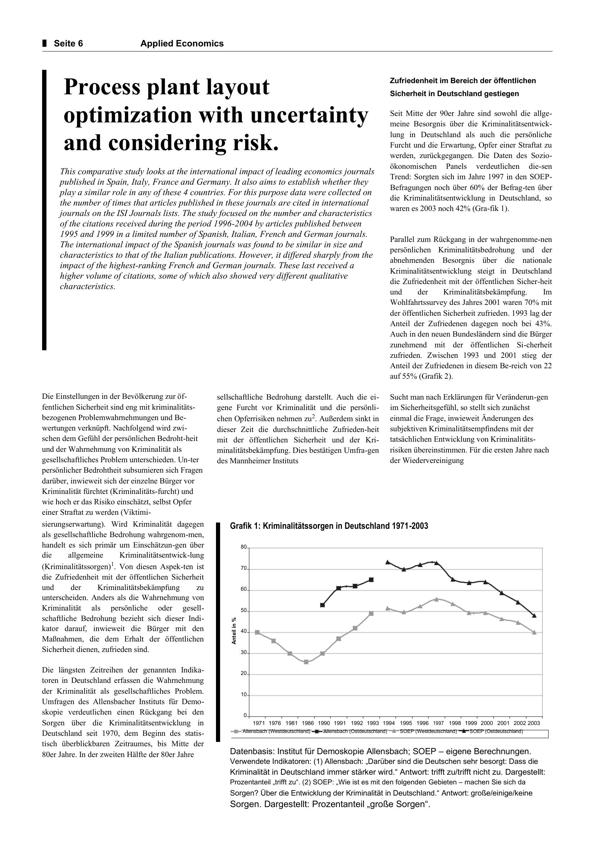 Seite 6 Applied Economics
Process plant layout
optimization with uncertainty
and considering risk.
This comparative study looks at the international impact of leading economics journals
published in Spain, Italy, France and Germany. It also aims to establish whether they
play a similar role in any of these 4 countries. For this purpose data were collected on
the number of times that articles published in these journals are cited in international
journals on the ISI Journals lists. The study focused on the number and characteristics
of the citations received during the period 1996-2004 by articles published between
1995 and 1999 in a limited number of Spanish, Italian, French and German journals.
The international impact of the Spanish journals was found to be similar in size and
characteristics to that of the Italian publications. However, it differed sharply from the
impact of the highest-ranking French and German journals. These last received a
higher volume of citations, some of which also showed very different qualitative
characteristics.
Zufriedenheit im Bereich der öffentlichen
Sicherheit in Deutschland gestiegen
Seit Mitte der 90er Jahre sind sowohl die allge-
meine Besorgnis über die Kriminalitätsentwick-
lung in Deutschland als auch die persönliche
Furcht und die Erwartung, Opfer einer Straftat zu
werden, zurückgegangen. Die Daten des Sozio-
ökonomischen Panels verdeutlichen die-sen
Trend: Sorgten sich im Jahre 1997 in den SOEP-
Befragungen noch über 60% der Befrag-ten über
die Kriminalitätsentwicklung in Deutschland, so
waren es 2003 noch 42% (Gra-fik 1).
Parallel zum Rückgang in der wahrgenomme-nen
persönlichen Kriminalitätsbedrohung und der
abnehmenden Besorgnis über die nationale
Kriminalitätsentwicklung steigt in Deutschland
die Zufriedenheit mit der öffentlichen Sicher-heit
und der Kriminalitätsbekämpfung. Im
Wohlfahrtssurvey des Jahres 2001 waren 70% mit
der öffentlichen Sicherheit zufrieden. 1993 lag der
Anteil der Zufriedenen dagegen noch bei 43%.
Auch in den neuen Bundesländern sind die Bürger
zunehmend mit der öffentlichen Si-cherheit
zufrieden. Zwischen 1993 und 2001 stieg der
Anteil der Zufriedenen in diesem Be-reich von 22
auf 55% (Grafik 2).
Die Einstellungen in der Bevölkerung zur öf-
fentlichen Sicherheit sind eng mit kriminalitäts-
bezogenen Problemwahrnehmungen und Be-
wertungen verknüpft. Nachfolgend wird zwi-
schen dem Gefühl der persönlichen Bedroht-heit
und der Wahrnehmung von Kriminalität als
gesellschaftliches Problem unterschieden. Un-ter
persönlicher Bedrohtheit subsumieren sich Fragen
darüber, inwieweit sich der einzelne Bürger vor
Kriminalität fürchtet (Kriminalitäts-furcht) und
wie hoch er das Risiko einschätzt, selbst Opfer
einer Straftat zu werden (Viktimi-
sierungserwartung). Wird Kriminalität dagegen
als gesellschaftliche Bedrohung wahrgenom-men,
handelt es sich primär um Einschätzun-gen über
die allgemeine Kriminalitätsentwick-lung
(Kriminalitätssorgen)1. Von diesen Aspek-ten ist
die Zufriedenheit mit der öffentlichen Sicherheit
und der Kriminalitätsbekämpfung zu
unterscheiden. Anders als die Wahrnehmung von
Kriminalität als persönliche oder gesell-
schaftliche Bedrohung bezieht sich dieser Indi-
kator darauf, inwieweit die Bürger mit den
Maßnahmen, die dem Erhalt der öffentlichen
Sicherheit dienen, zufrieden sind.
Die längsten Zeitreihen der genannten Indika-
toren in Deutschland erfassen die Wahrnehmung
der Kriminalität als gesellschaftliches Problem.
Umfragen des Allensbacher Instituts für Demo-
skopie verdeutlichen einen Rückgang bei den
Sorgen über die Kriminalitätsentwicklung in
Deutschland seit 1970, dem Beginn des statis-
tisch überblickbaren Zeitraumes, bis Mitte der
80er Jahre. In der zweiten Hälfte der 80er Jahre
sellschaftliche Bedrohung darstellt. Auch die ei-
gene Furcht vor Kriminalität und die persönli-
chen Opferrisiken nehmen zu2. Außerdem sinkt in
dieser Zeit die durchschnittliche Zufrieden-heit
mit der öffentlichen Sicherheit und der Kri-
minalitätsbekämpfung. Dies bestätigen Umfra-gen
des Mannheimer Instituts
Sucht man nach Erklärungen für Veränderun-gen
im Sicherheitsgefühl, so stellt sich zunächst
einmal die Frage, inwieweit Änderungen des
subjektiven Kriminalitätsempfindens mit der
tatsächlichen Entwicklung von Kriminalitäts-
risiken übereinstimmen. Für die ersten Jahre nach
der Wiedervereinigung
Grafik 1: Kriminalitätssorgen in Deutschland 1971-2003
80
70
60
50
40
30
20
10
0
Anteil in %
1971 1976 1981 1986 1990 1991 1992 1993 1994 1995 1996 1997 1998 1999 2000 2001 2002 2003
Allensbach (Westdeutschland) Allensbach (Ostdeutschland) SOEP (Westdeutschland) SOEP (Ostdeutschland)
Datenbasis: Institut für Demoskopie Allensbach; SOEP – eigene Berechnungen.
Verwendete Indikatoren: (1) Allensbach: „Darüber sind die Deutschen sehr besorgt: Dass die
Kriminalität in Deutschland immer stärker wird.“ Antwort: trifft zu/trifft nicht zu. Dargestellt:
Prozentanteil „trifft zu“. (2) SOEP: „Wie ist es mit den folgenden Gebieten – machen Sie sich da
Sorgen? Über die Entwicklung der Kriminalität in Deutschland.“ Antwort: große/einige/keine
Sorgen. Dargestellt: Prozentanteil „große Sorgen“.